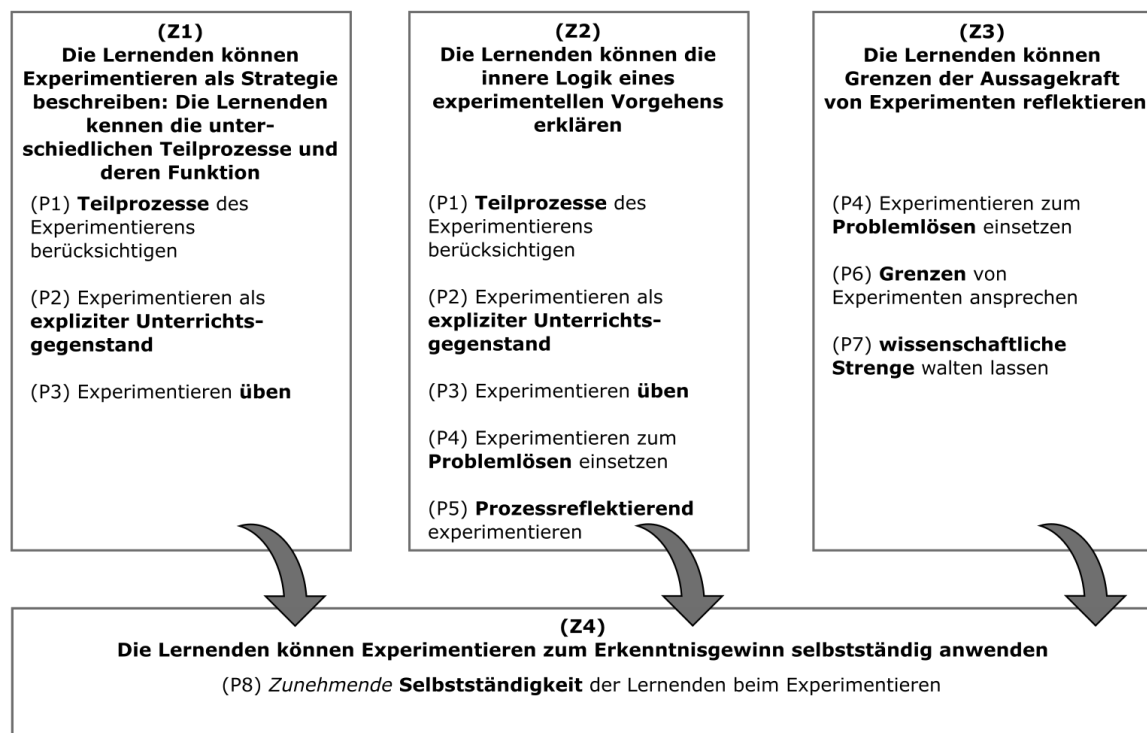 (Z1)
Die Lernenden können
Experimentieren als Strategie
beschreiben: Die Lernenden
kennen die unter-
schiedlichen Teilprozesse und
deren Funktion
(P1) Teilprozesse des
Experimentierens
berücksichtigen
(P2) Experimentieren als
expliziter Unterrichts-
gegenstand
(P3) Experimentieren üben
(Z2)
Die Lernenden können die
innere Logik eines
experimentellen Vorgehens
erklären
(P1) Teilprozesse des
Experimentierens
berücksichtigen
(P2) Experimentieren als
expliziter Unterrichts-
gegenstand
(P3) Experimentieren üben
(P4) Experimentieren zum
Problemlösen einsetzen
(P5) Prozessreflektierend
experimentieren
(Z3)
Die Lernenden können
Grenzen der Aussagekraft
von Experimenten reflektieren
(P4) Experimentieren zum
Problemlösen einsetzen
(P6) Grenzen von
Experimenten ansprechen
(P7) wissenschaftliche
Strenge walten lassen
(Z4)
Die Lernenden können Experimentieren zum Erkenntnisgewinn selbstständig anwenden
(P8) Zunehmende Selbstständigkeit der Lernenden beim Experimentieren